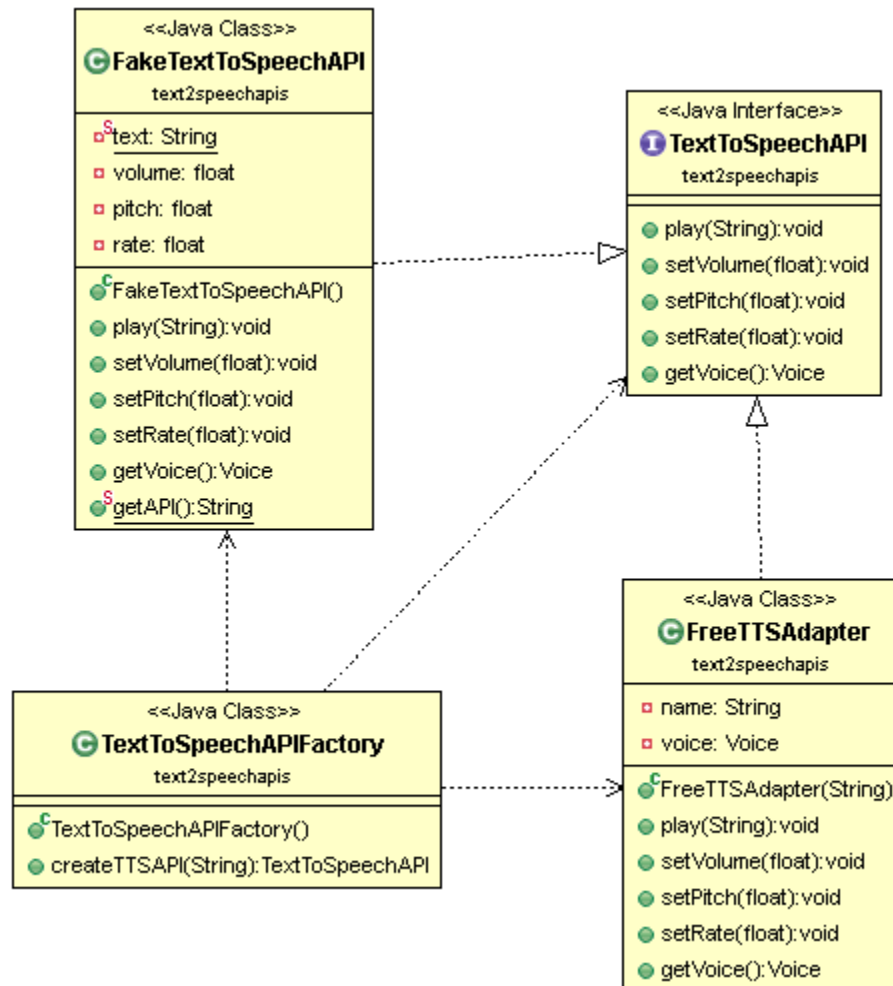 <<Java Class>>
FakeTextToSpeechAPI
text2speechapis
text: String
volume: float
pitch: float
rate: float
FakeTextToSpeechAPI()
play(String):void
setVolume(float):void
setPitch(float):void
setRate(float):void
getVoice():Voice
getAPI():String
<<Java Interface>>
TextToSpeechAPI
text2speechapis
play(String):void
setVolume(float):void
setPitch(float):void
setRate(float):void
getVoice():Voice
<<Java Class>>
TextToSpeechAPIFactory
text2speechapis
TextToSpeechAPIFactory()
createTTSAPI(String):TextToSpeechAPI
<<Java Class>>
FreeTTSAdapter
text2speechapis
name: String
voice: Voice
FreeTTSAdapter(String)
play(String):void
setVolume(float):void
setPitch(float):void
setRate(float):void
getVoice():Voice